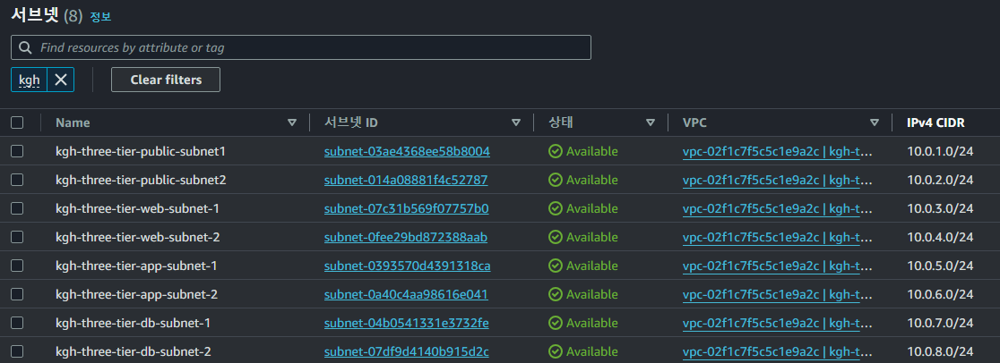 서브넷 (8) 정보
Find resources by attribute or tag
kgh Clear filters
Name 서브넷 ID 상태 VPC IPv4 CIDR
kgh-three-tier-public-subnet1 subnet-03ae4368ee58b8004 Available vpc-02f1c7f5c5c1e9a2c | kgh-t… 10.0.1.0/24
kgh-three-tier-public-subnet2 subnet-014a08881f4c52787 Available vpc-02f1c7f5c5c1e9a2c | kgh-t… 10.0.2.0/24
kgh-three-tier-web-subnet-1 subnet-07c31b569f07757b0 Available vpc-02f1c7f5c5c1e9a2c | kgh-t… 10.0.3.0/24
kgh-three-tier-web-subnet-2 subnet-0fee29bd872388aab Available vpc-02f1c7f5c5c1e9a2c | kgh-t… 10.0.4.0/24
kgh-three-tier-app-subnet-1 subnet-0393570d4391318ca Available vpc-02f1c7f5c5c1e9a2c | kgh-t… 10.0.5.0/24
kgh-three-tier-app-subnet-2 subnet-0a40c4aa98616e041 Available vpc-02f1c7f5c5c1e9a2c | kgh-t… 10.0.6.0/24
kgh-three-tier-db-subnet-1 subnet-04b0541331e3732fe Available vpc-02f1c7f5c5c1e9a2c | kgh-t… 10.0.7.0/24
kgh-three-tier-db-subnet-2 subnet-07df9d4140b915d2c Available vpc-02f1c7f5c5c1e9a2c | kgh-t… 10.0.8.0/24